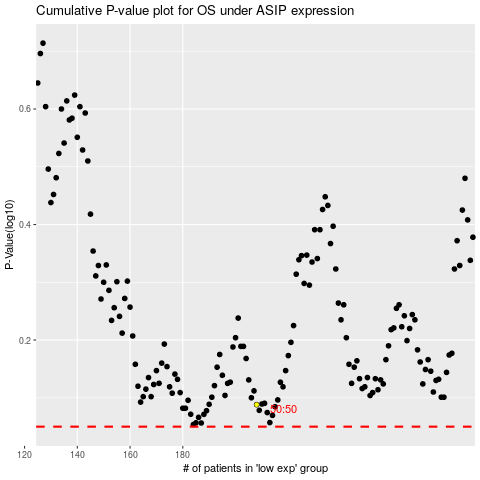 Cumulative P-value plot for OS under ASIP expression
P-Value(log10)
0.6
0.4
0.2
50:50
120
140
160
180
# of patients in 'low exp' group